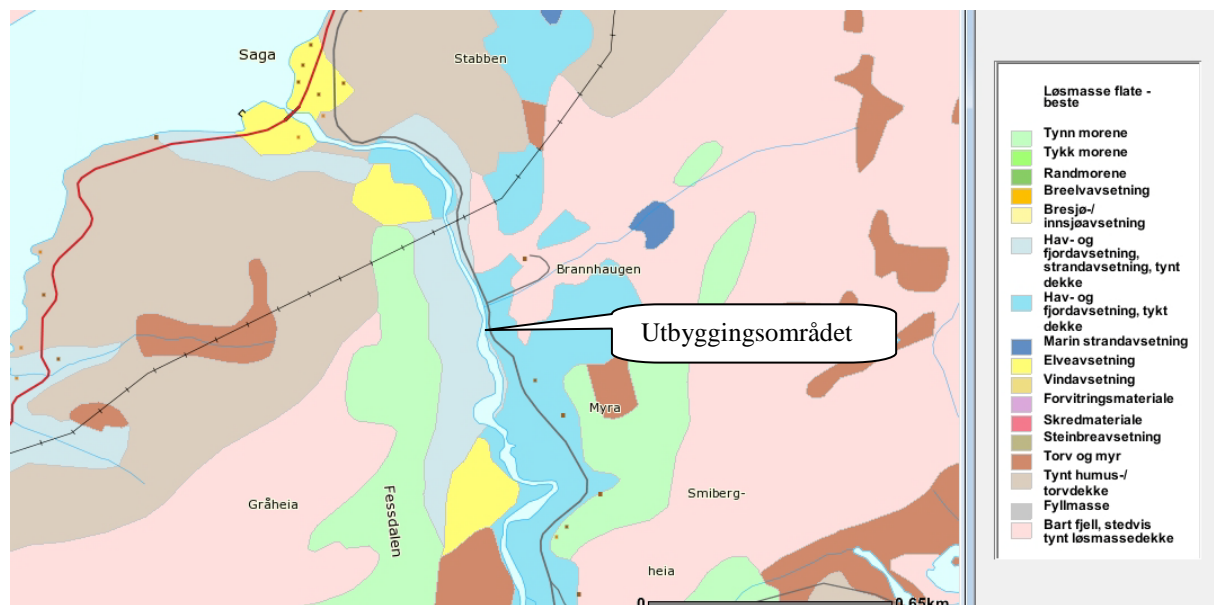 Saga
Stabben
Brannhaugen
Utbyggingsområdet
Myra
Gråheia
Fessdalen
Smiberg-
heia
0
0.65km
Løsmasse flate -
beste
Tynn morene
Tykk morene
Randmorene
Breelvavsetning
Bresjø-/
innsjøavsetning
Hav- og
fjordavsetning,
strandavsetning, tynt
dekke
Hav- og
fjordavsetning, tykt
dekke
Marin strandavsetning
Elveavsetning
Vindavsetning
Forvitringsmateriale
Skredmateriale
Steinbreavsetning
Torv og myr
Tynt humus-/
torvdekke
Fyllmasse
Bart fjell, stedvis
tynt løsmassedekke